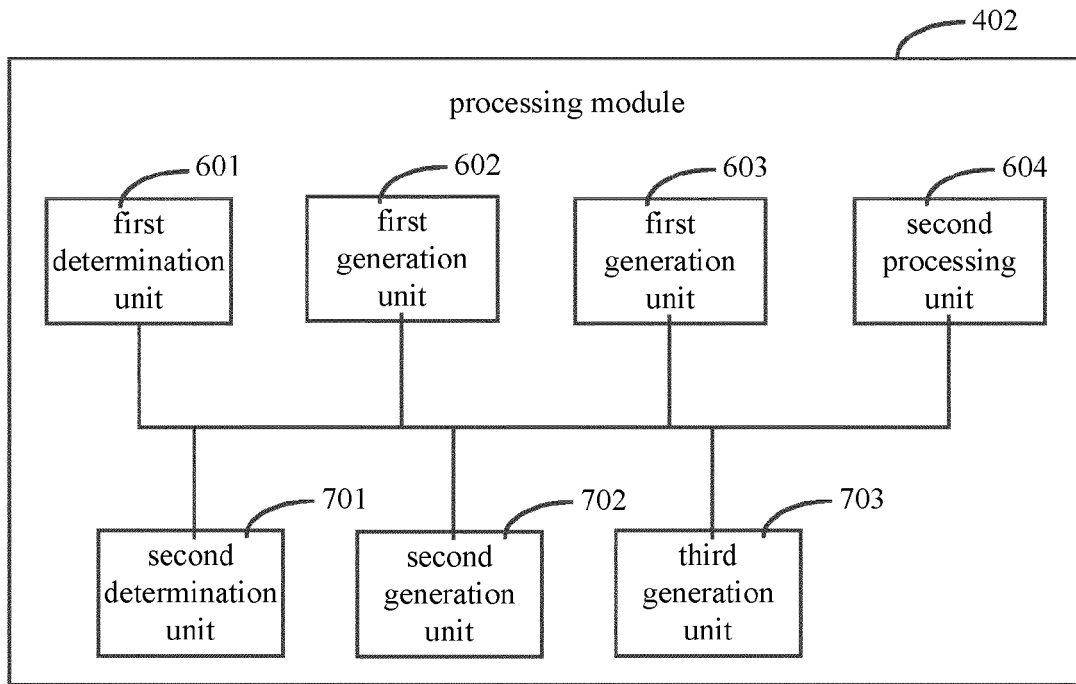 402
processing module
601
602
603
604
first
determination
unit
first
generation
unit
first
generation
unit
second
processing
unit
701
702
703
second
determination
unit
second
generation
unit
third
generation
unit